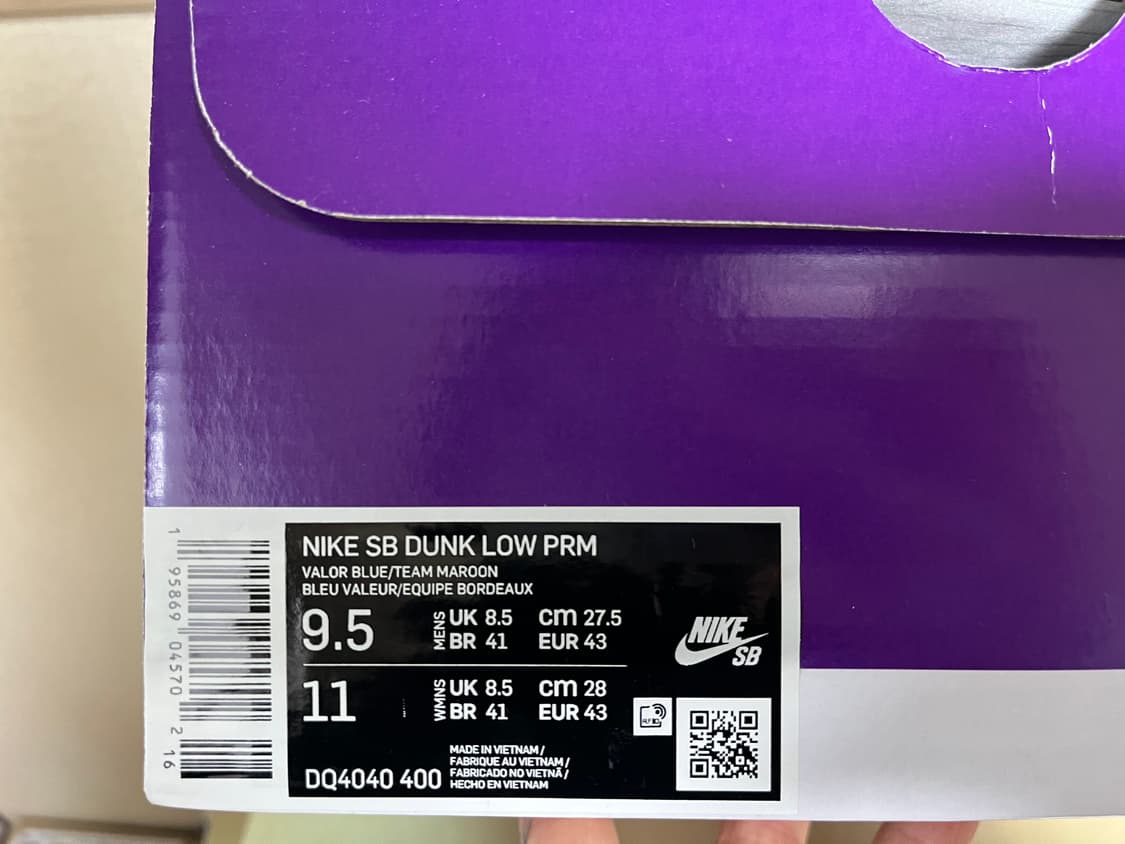 NIKE SB DUNK LOW PRM
VALOR BLUE/TEAM MAROON
BLEU VALEUR/EQUIPE BORDEAUX
9.5 MENS UK 8.5 cm 27.5
BR 41 EUR 43
11 WMNS UK 8.5 cm 28
BR 41 EUR 43
DQ4040 400
MADE IN VIETNAM /
FABRIQUE AU VIETNAM /
FABRICADO NO VIETNÃ /
HECHO EN VIETNAM
NIKE
SB
1 95869 04570 2 16